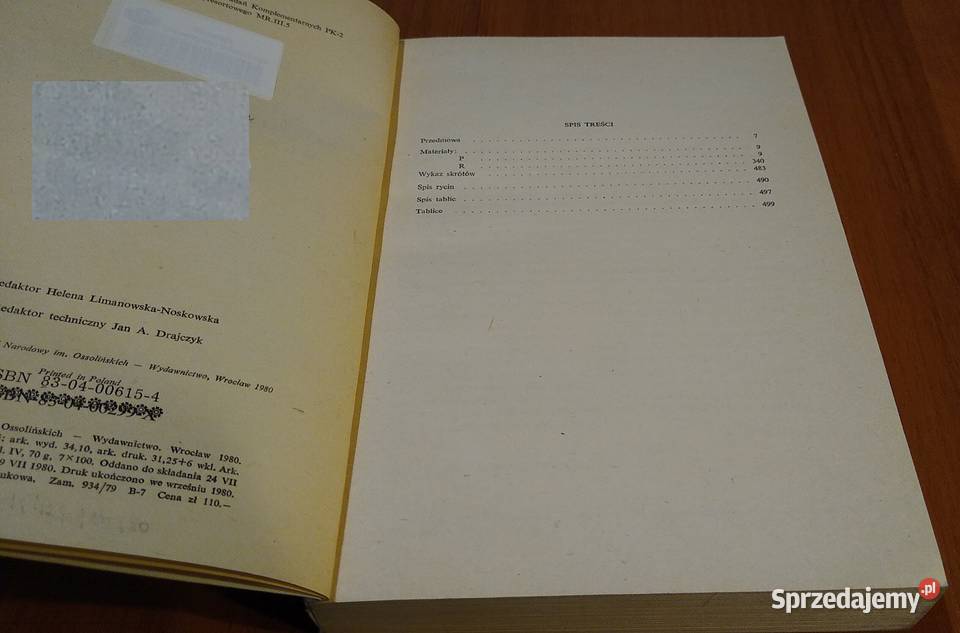 Komplementarnych PK-2
resortowego MR.III.5
Redaktor Helena Limanowska-Noskowska
Redaktor techniczny Jan A. Drajczyk
Narodowy im. Ossolińskich — Wydawnictwo, Wrocław 1980
Printed in Poland
ISBN 83-04-00615-4
Ossolińskich — Wydawnictwo. Wrocław 1980.
ark. wyd. 34,10, ark. druk. 31,25+6 wkl. Ark.
IV, 70 g, 7×100. Oddano do składania 24 VII
9 VII 1980. Druk ukończono we wrześniu 1980.
Zam. 934/79 B-7 Cena zł 110.—
SPIS TREŚCI
Przedmowa 7
Materiały: 9
P 9
R 340
Wykaz skrótów 483
Spis rycin 490
Spis tablic 497
Tablice 499
Sprzedajemy.pl